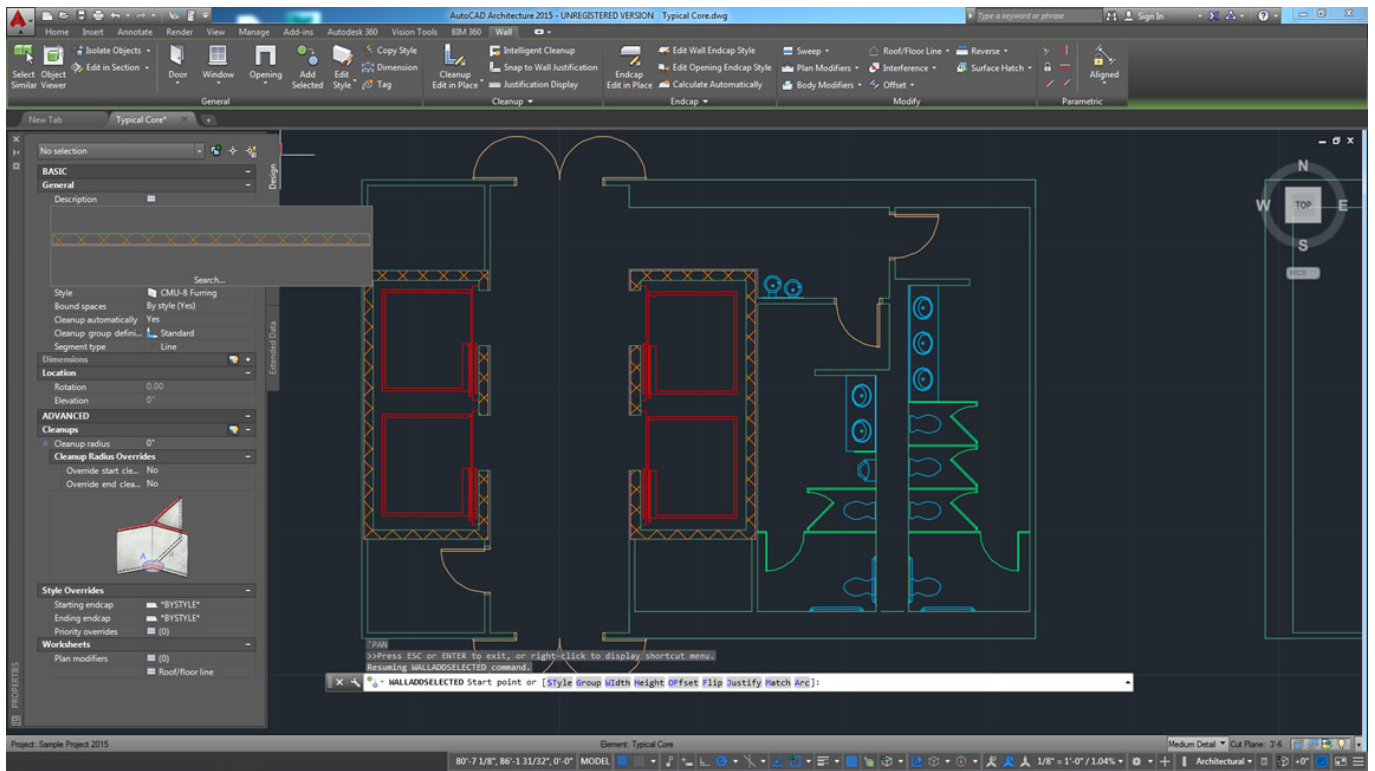 AutoCAD Architecture 2015 - UNREGISTERED VERSION Typical Core.dwg
Type a keyword or phrase
Sign In
Home Insert Annotate Render View Manage Add-ins Autodesk 360 Vision Tools BIM 360 Wall
Isolate Objects
Edit in Section
Copy Style
Dimension
Tag
Select Similar
Object Viewer
Door
Window
Opening
Add Selected
Edit Style
General
Cleanup Edit in Place
Intelligent Cleanup
Snap to Wall Justification
Justification Display
Cleanup
Endcap Edit in Place
Edit Wall Endcap Style
Edit Opening Endcap Style
Calculate Automatically
Endcap
Sweep
Plan Modifiers
Body Modifiers
Roof/Floor Line
Interference
Offset
Reverse
Surface Hatch
Modify
Aligned
Parametric
New Tab
Typical Core*
No selection
Design
BASIC
General
Description
Search...
Style CMU-8 Furring
Bound spaces By style (Yes)
Cleanup automatically Yes
Cleanup group defini... Standard
Segment type Line
Extended Data
Dimensions
Location
Rotation 0.00
Elevation 0"
ADVANCED
Cleanups
A Cleanup radius 0"
Cleanup Radius Overrides
Override start cle... No
Override end clea... No
A
Style Overrides
Starting endcap *BYSTYLE*
Ending endcap *BYSTYLE*
Priority overrides (0)
Worksheets
Plan modifiers (0)
Roof/floor line
PROPERTIES
N
W TOP E
S
WCS
'PAN
>>Press ESC or ENTER to exit, or right-click to display shortcut menu.
Resuming WALLADDSELECTED command.
WALLADDSELECTED Start point or [STyle Group WIdth Height OFfset Flip Justify Match Arc]:
Project: Sample Project 2015
Element: Typical Core
Medium Detail Cut Plane: 3'6
80'-7 1/8", 86'-1 31/32", 0'-0" MODEL
1/8" = 1'-0"/1.04%
Architectural
+0"